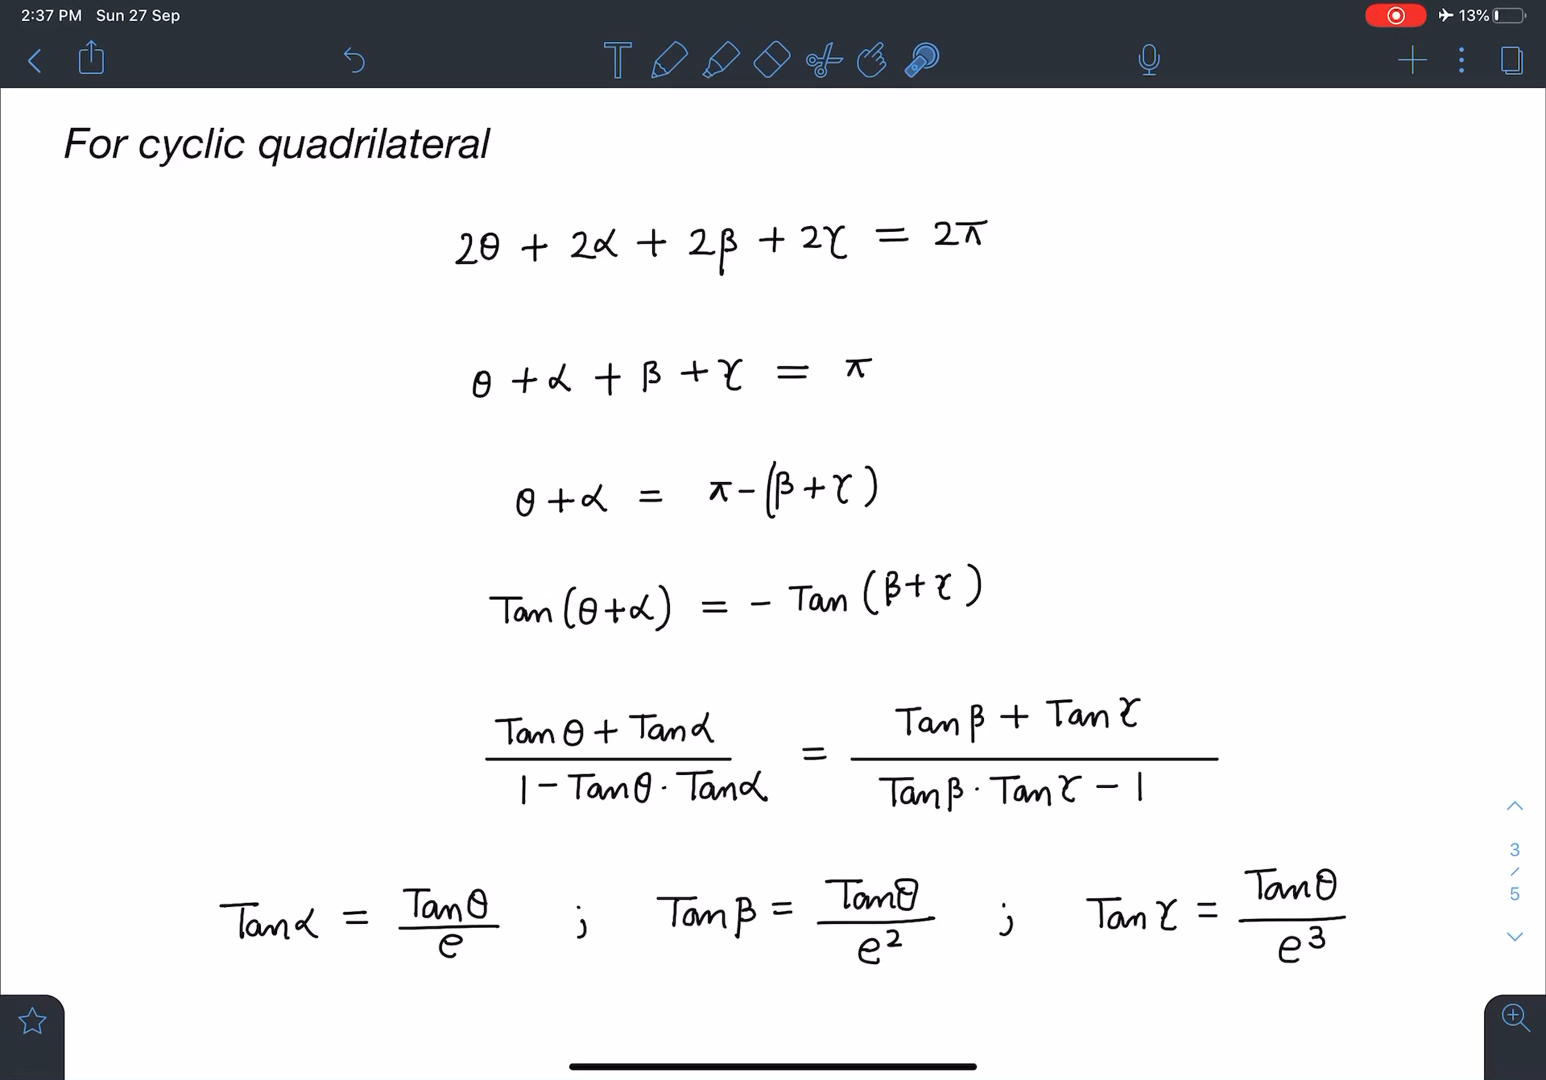 2:37 PM Sun 27 Sep 13%
For cyclic quadrilateral
2θ + 2α + 2β + 2γ = 2π
θ + α + β + γ = π
θ + α = π - (β + γ)
Tan (θ + α) = - Tan (β + γ)
Tan θ + Tan α / 1 - Tan θ · Tan α = Tan β + Tan γ / Tan β · Tan γ - 1
Tan α = Tan θ / e ; Tan β = Tan θ / e² ; Tan γ = Tan θ / e³
3 / 5